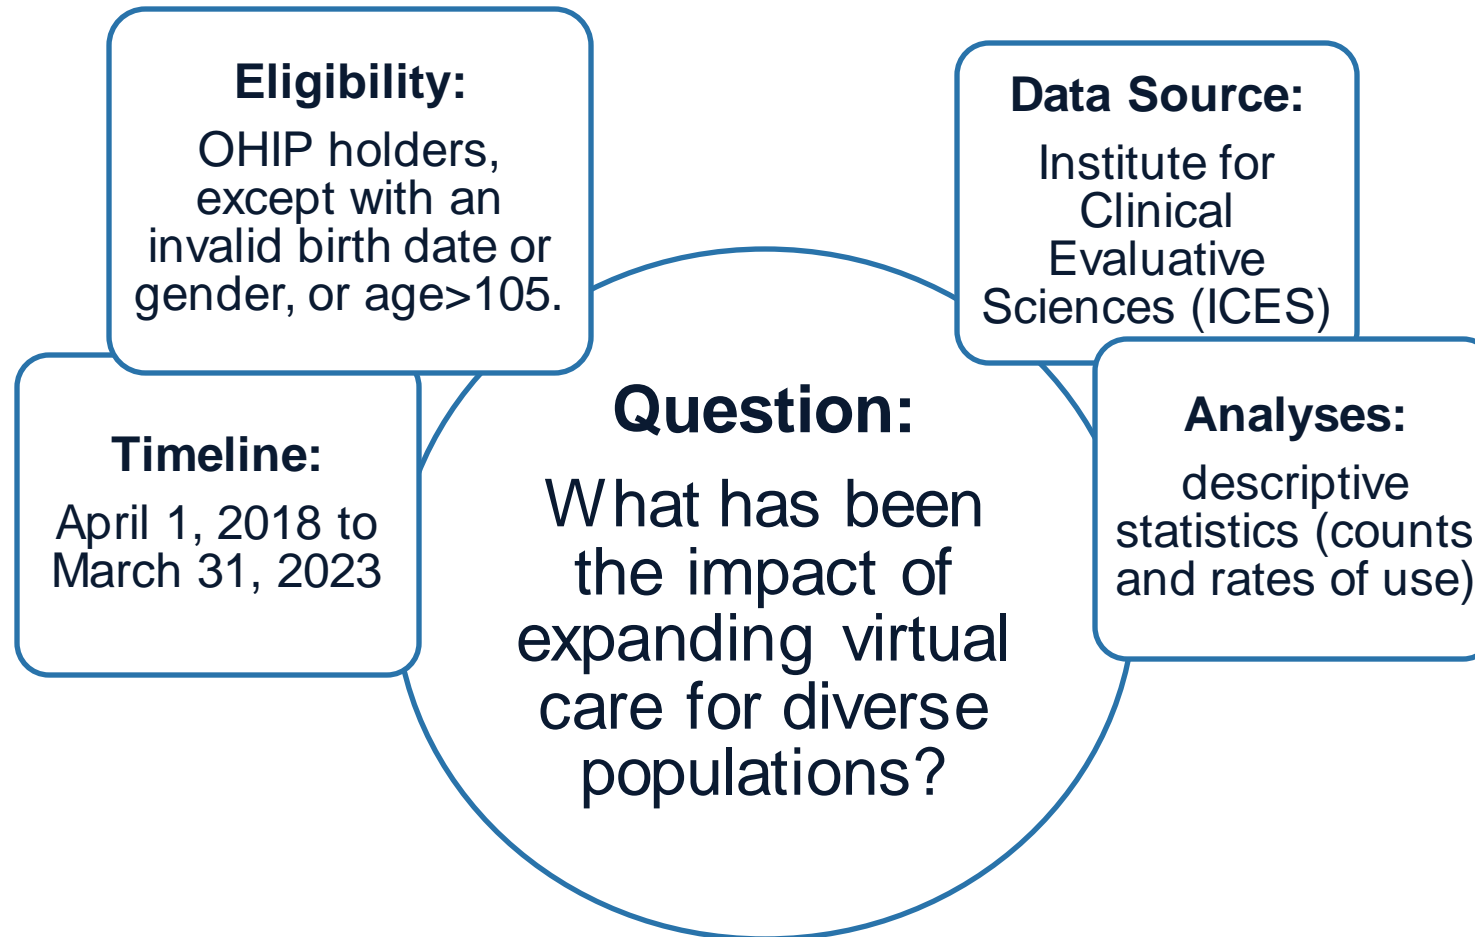 Eligibility:
OHIP holders,
except with an
invalid birth date or
gender, or age>105.
Timeline:
April 1, 2018 to
March 31, 2023
Question:
What has been
the impact of
expanding virtual
care for diverse
populations?
Data Source:
Institute for
Clinical
Evaluative
Sciences (ICES)
Analyses:
descriptive
statistics (counts
and rates of use)